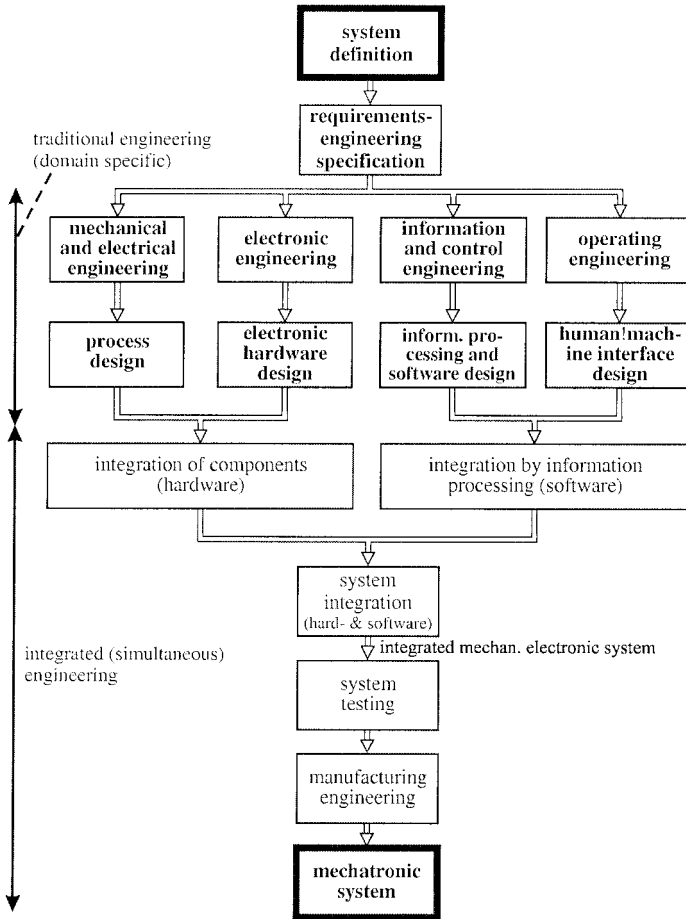 system
definition
requirements-
engineering
specification
traditional engineering
(domain specific)
mechanical
and electrical
engineering
electronic
engineering
information
and control
engineering
operating
engineering
process
design
electronic
hardware
design
inform. pro-
cessing and
software design
human!mach-
ine interface
design
integration of components
(hardware)
integration by information
processing (software)
system
integration
(hard- & software)
integrated mechan. electronic system
integrated (simultaneous)
engineering
system
testing
manufacturing
engineering
mechatronic
system